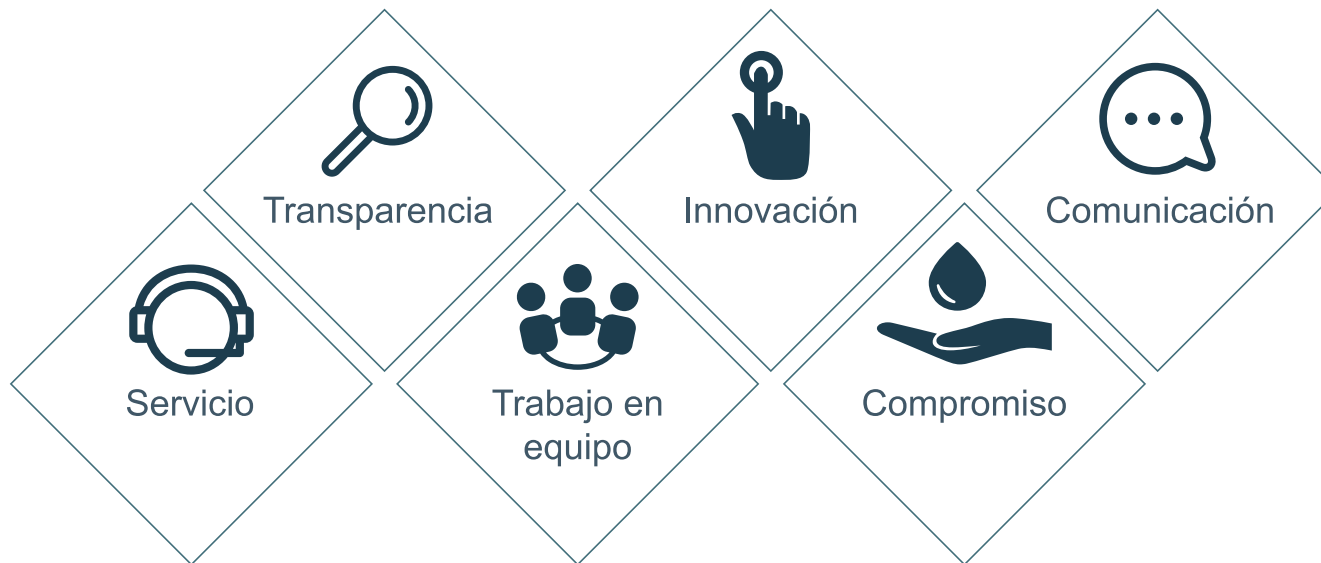 Transparencia
Innovación
Comunicación
Servicio
Trabajo en
equipo
Compromiso